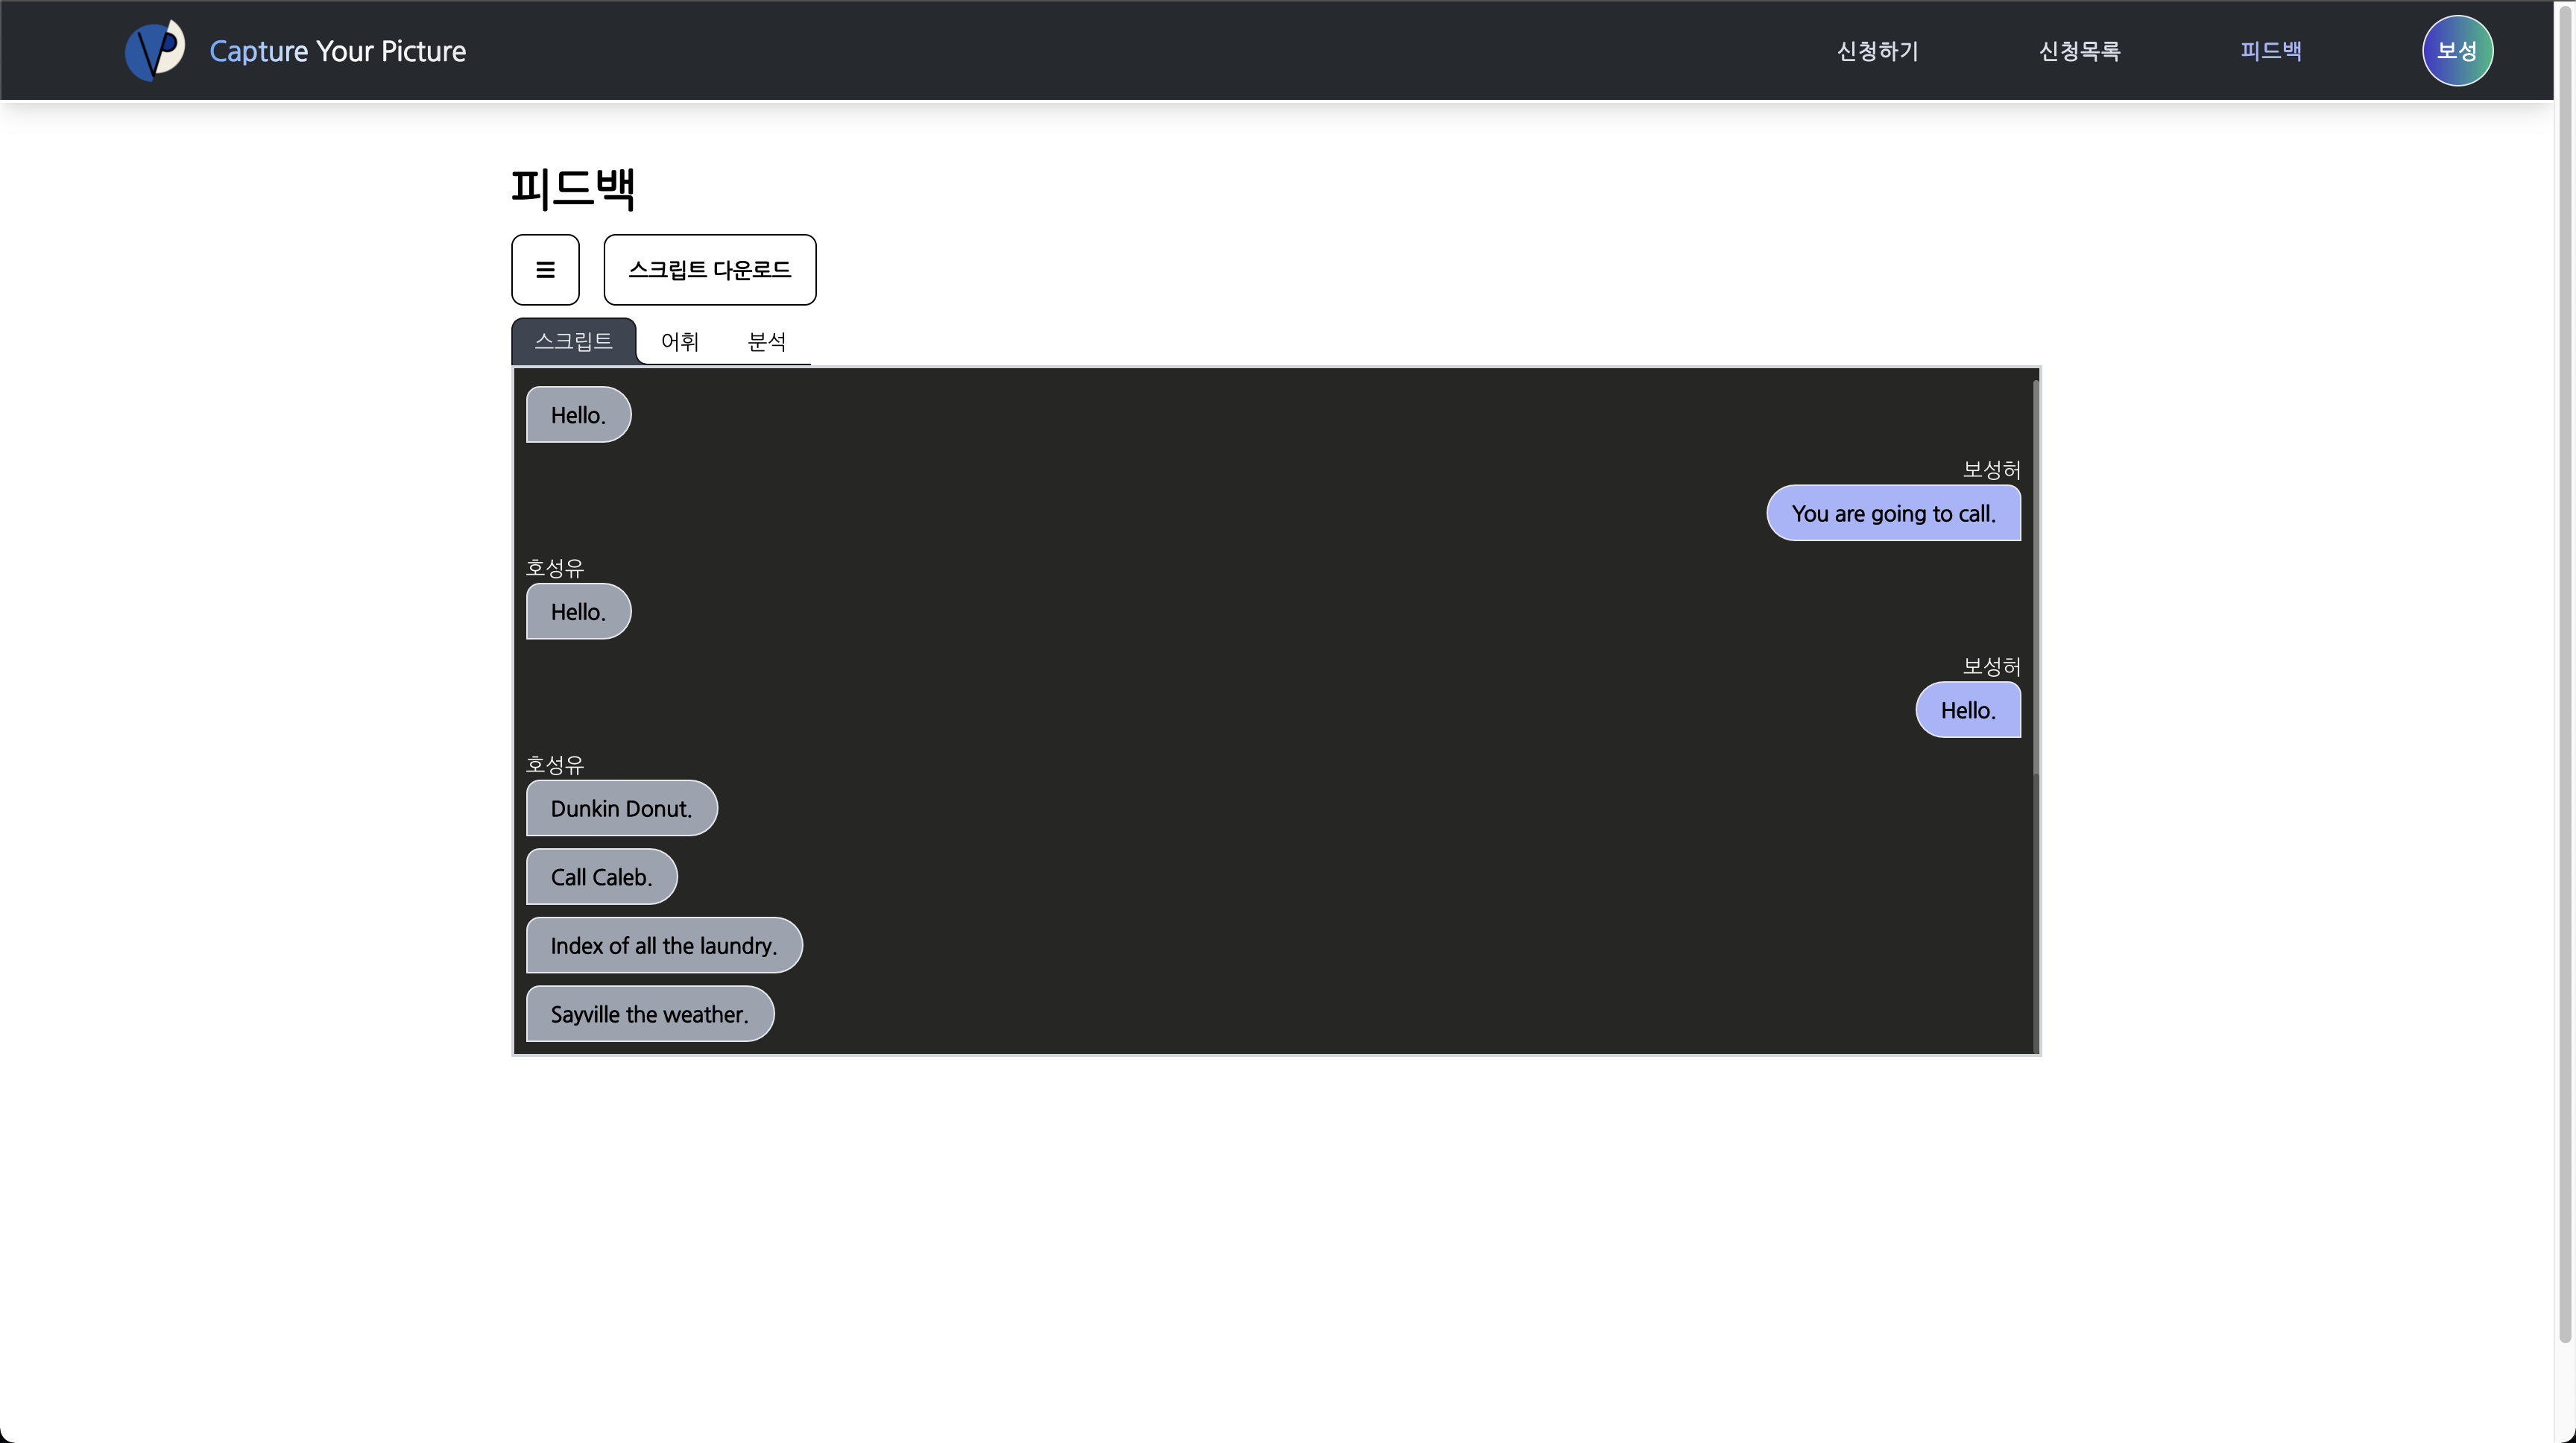 Capture Your Picture
신청하기
신청목록
피드백
보성
피드백
스크립트 다운로드
스크립트
어휘
분석
Hello.
보성허
You are going to call.
호성유
Hello.
보성허
Hello.
호성유
Dunkin Donut.
Call Caleb.
Index of all the laundry.
Sayville the weather.